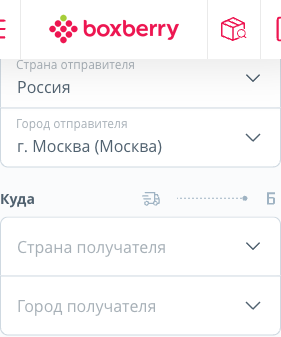 boxberry
Страна отправителя
Россия
Город отправителя
г. Москва (Москва)
Куда
Б
Страна получателя
Город получателя